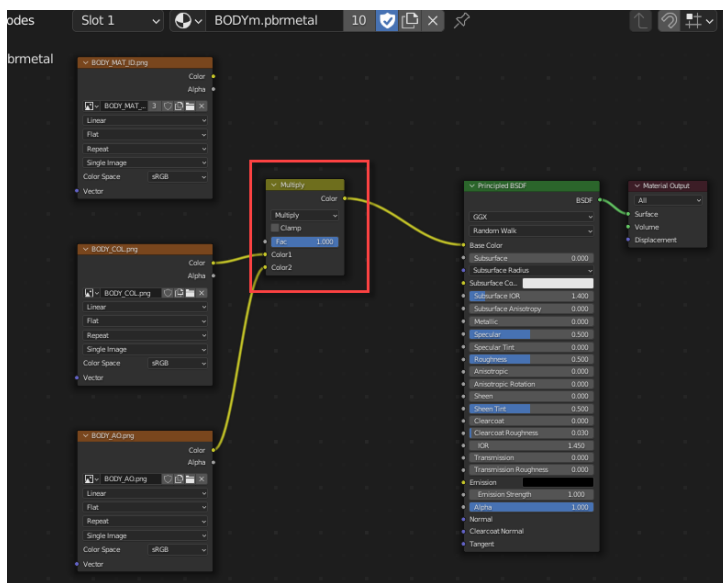 odes
Slot 1
BODYm.pbrmetal
10
brmetal
BODY_MAT_ID.png
Color
Alpha
BODY_MAT_.. 3
Linear
Flat
Repeat
Single Image
Color Space sRGB
Vector
BODY_COL.png
Color
Alpha
BODY_COL.png
Linear
Flat
Repeat
Single Image
Color Space sRGB
Vector
BODY_AO.png
Color
Alpha
BODY_AO.png
Linear
Flat
Repeat
Single Image
Color Space sRGB
Vector
Multiply
Color
Multiply
Clamp
Fac 1.000
Color1
Color2
Principled BSDF
BSDF
GGX
Random Walk
Base Color
Subsurface 0.000
Subsurface Radius
Subsurface Co..
Subsurface IOR 1.400
Subsurface Anisotropy 0.000
Metallic 0.000
Specular 0.500
Specular Tint 0.000
Roughness 0.500
Anisotropic 0.000
Anisotropic Rotation 0.000
Sheen 0.000
Sheen Tint 0.500
Clearcoat 0.000
Clearcoat Roughness 0.030
IOR 1.450
Transmission 0.000
Transmission Roughness 0.000
Emission
Emission Strength 1.000
Alpha 1.000
Normal
Clearcoat Normal
Tangent
Material Output
All
Surface
Volume
Displacement